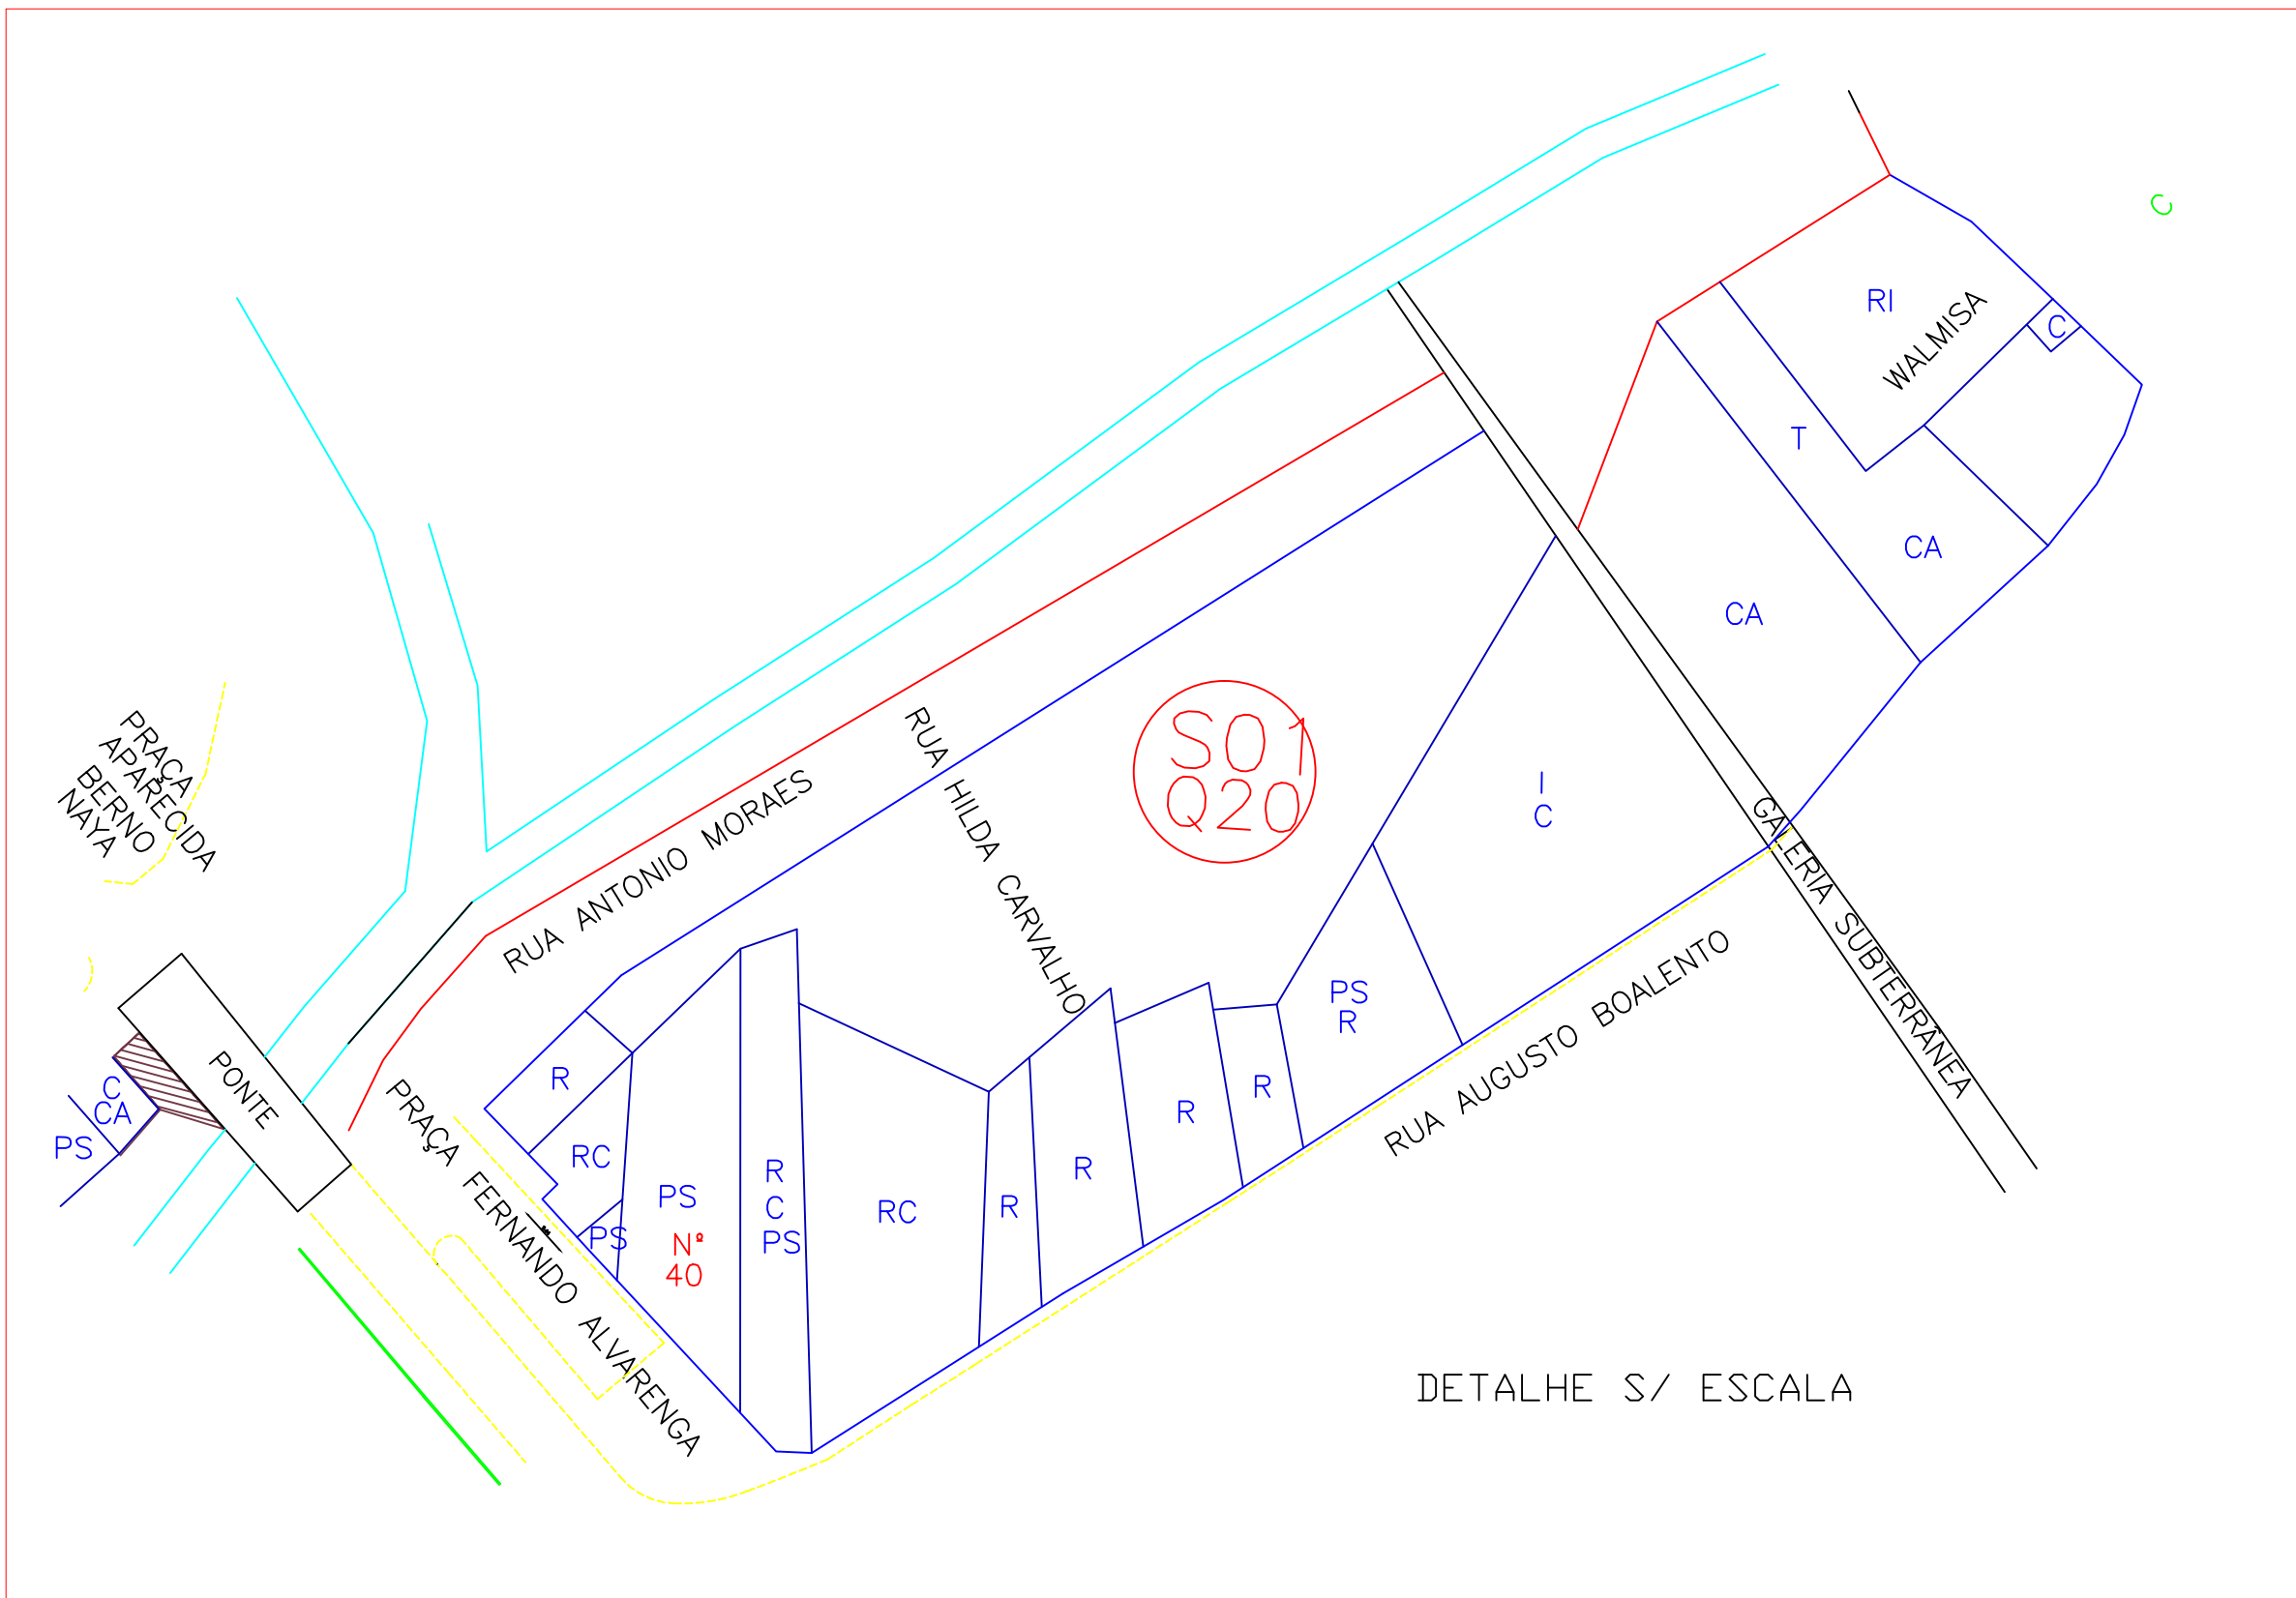 C
RI
WALMISA
C
T
CA
CA
S01
Q20
RUA HILDA CARVALHO
PRAÇA
APARECIDA
BERNO
NAYA
RUA ANTONIO MORAES
I
C
GALERIA SUBTERRÂNEA
PS
R
RUA AUGUSTO BOALENTO
PONTE
C
CA
PS
PRAÇA FERNANDO ALVARENGA
R
RC
PS
PS
Nº
40
R
C
PS
RC
R
R
R
R
DETALHE S/ ESCALA